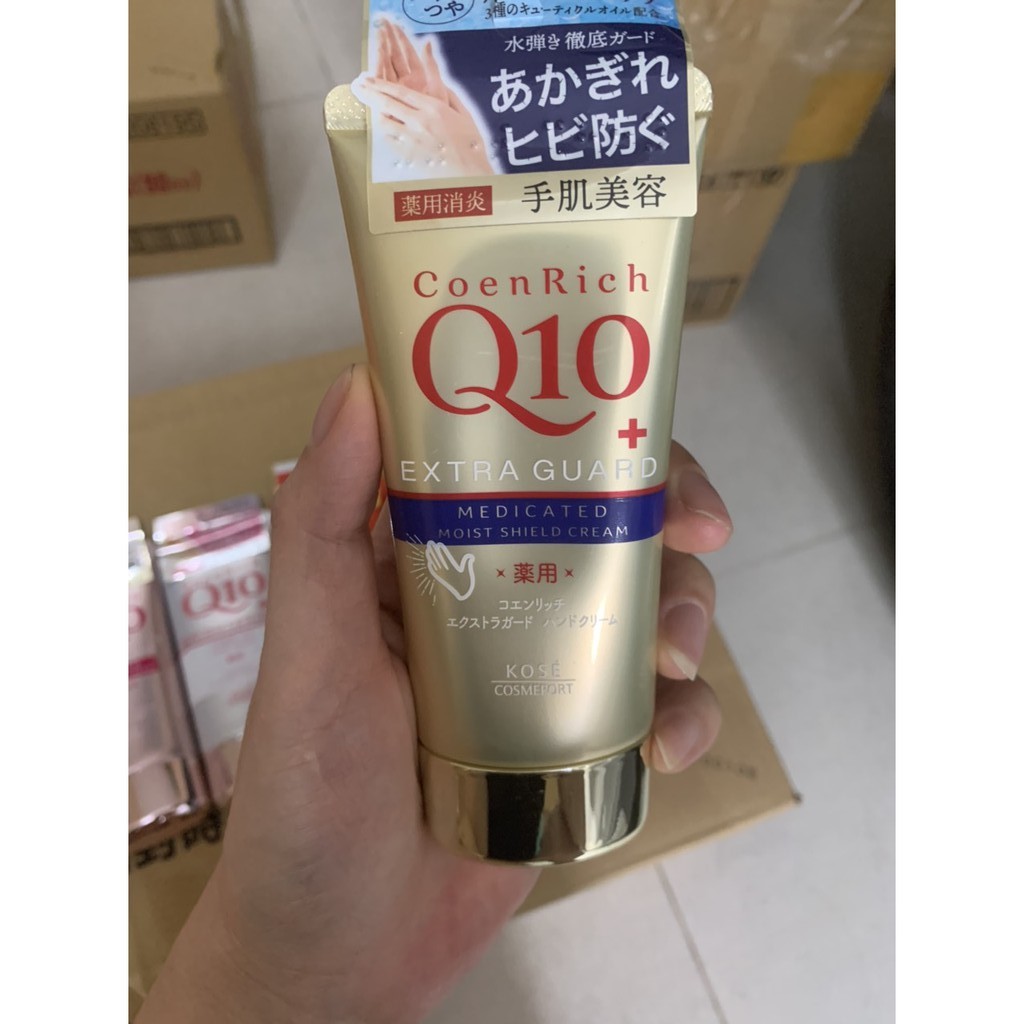 つや
3種のキューティクルオイル配合
水弾き徹底ガード
あかぎれ
ヒビ防ぐ
薬用消炎
手肌美容
CoenRich
Q10
+
EXTRA GUARD
MEDICATED
MOIST SHIELD CREAM
薬用
コエンリッチ
エクストラガード ハンドクリーム
KOSÉ
COSMEPORT
Q10